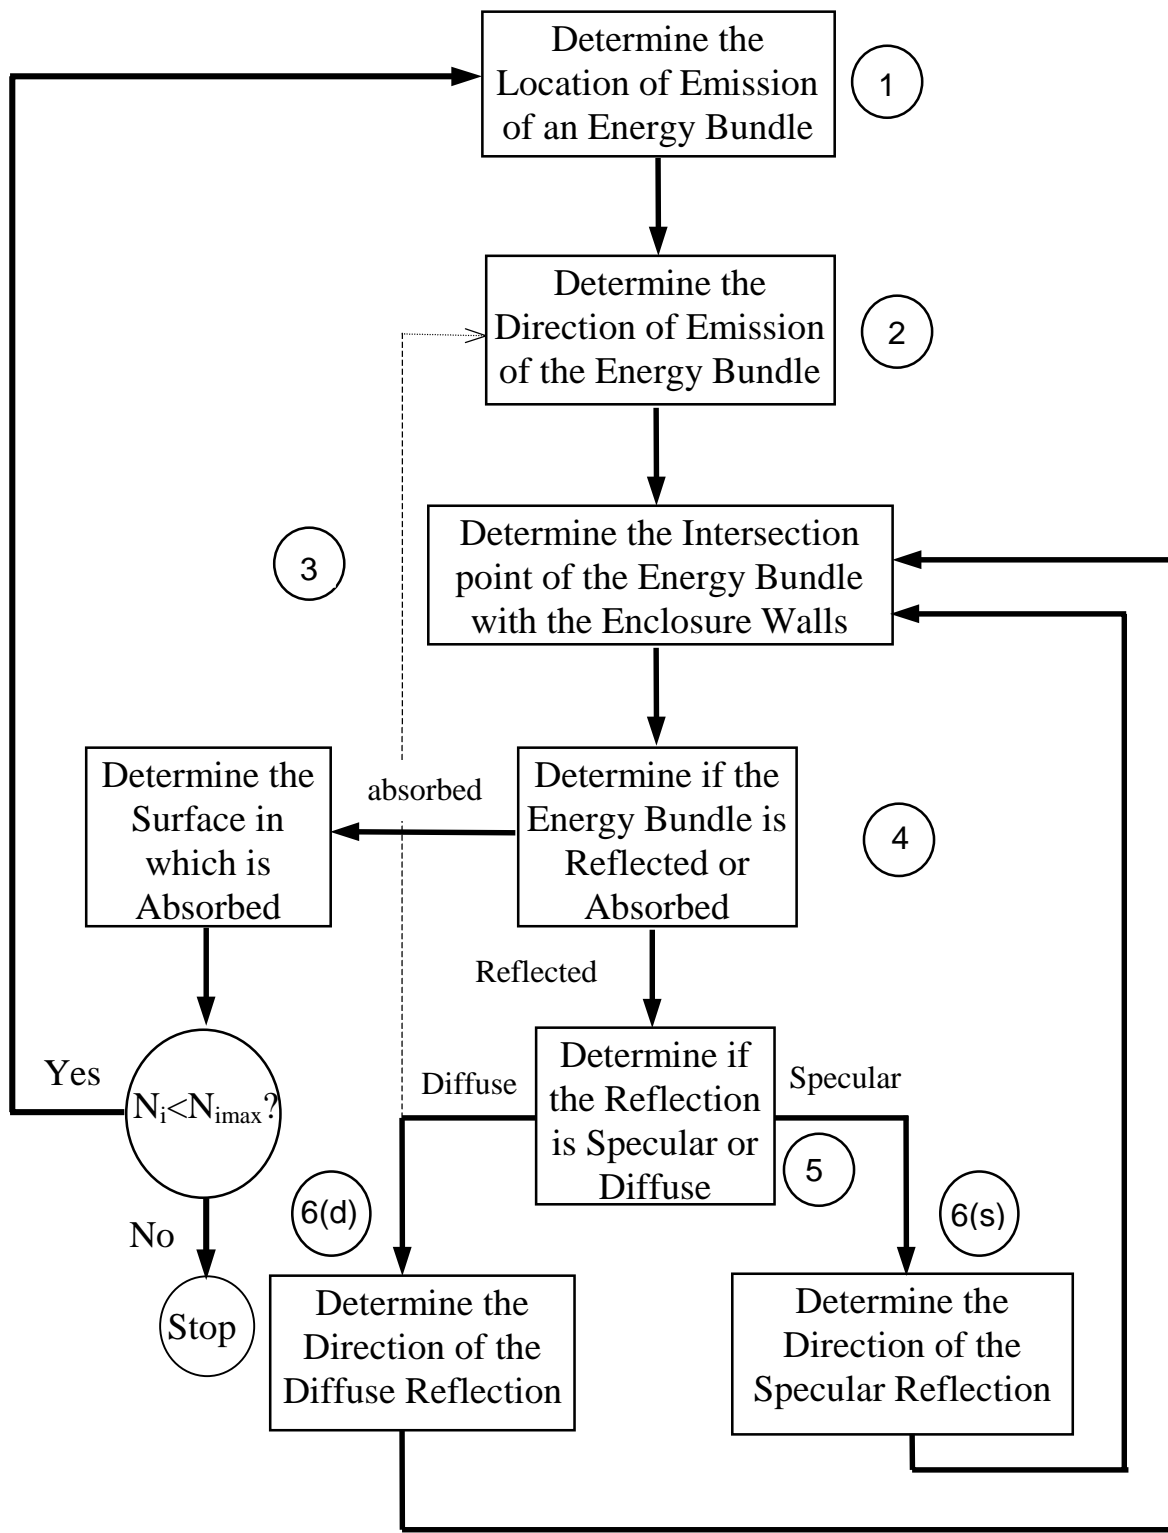 Determine the
Location of Emission
of an Energy Bundle
1
Determine the
Direction of Emission
of the Energy Bundle
2
Determine the Intersection
point of the Energy Bundle
with the Enclosure Walls
3
Determine the
Surface in
which is
Absorbed
absorbed
Determine if the
Energy Bundle is
Reflected or
Absorbed
4
Reflected
Yes
N_i<N_imax?
No
Stop
Diffuse
Determine if
the Reflection
is Specular or
Diffuse
Specular
5
6(d)
6(s)
Determine the
Direction of the
Diffuse Reflection
Determine the
Direction of the
Specular Reflection